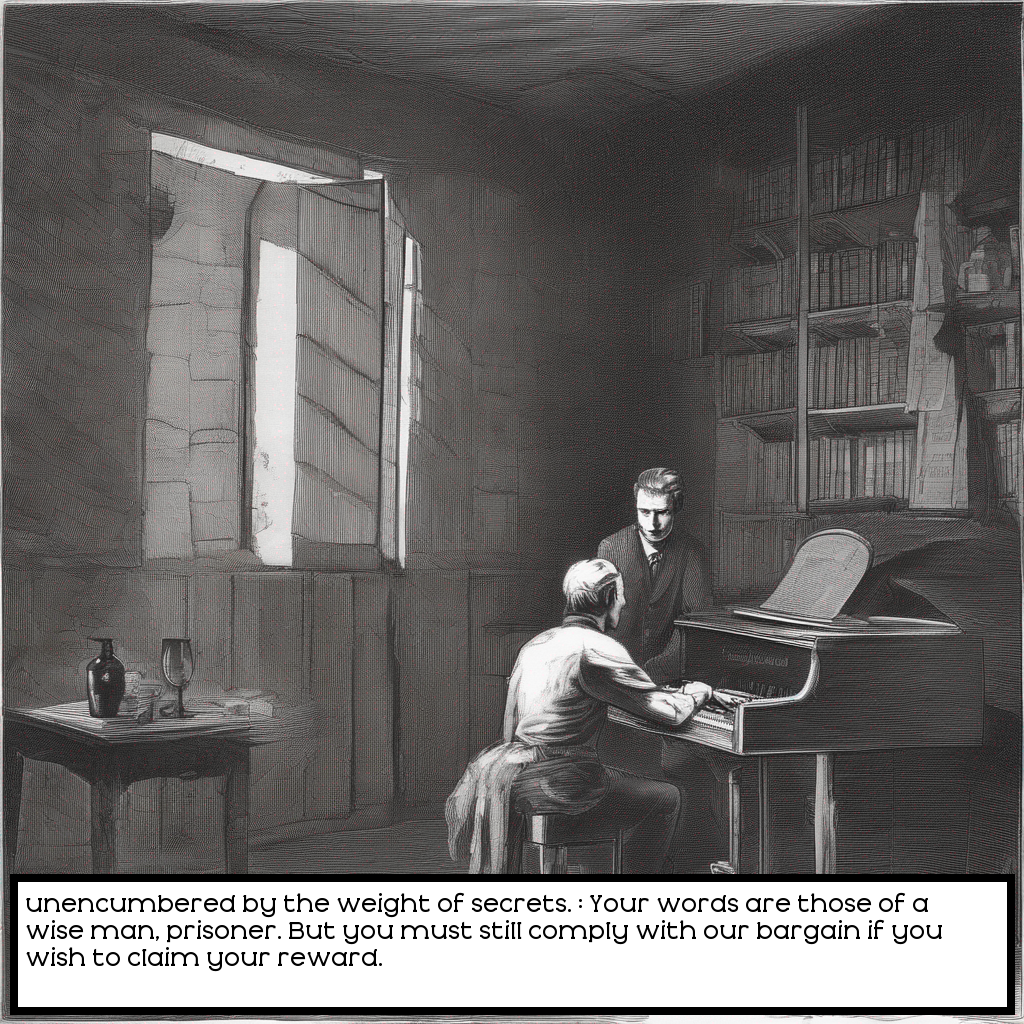 unencumbered by the weight of secrets. : Your words are those of a
wise man, prisoner. But you must still comply with our bargain if you
wish to claim your reward.